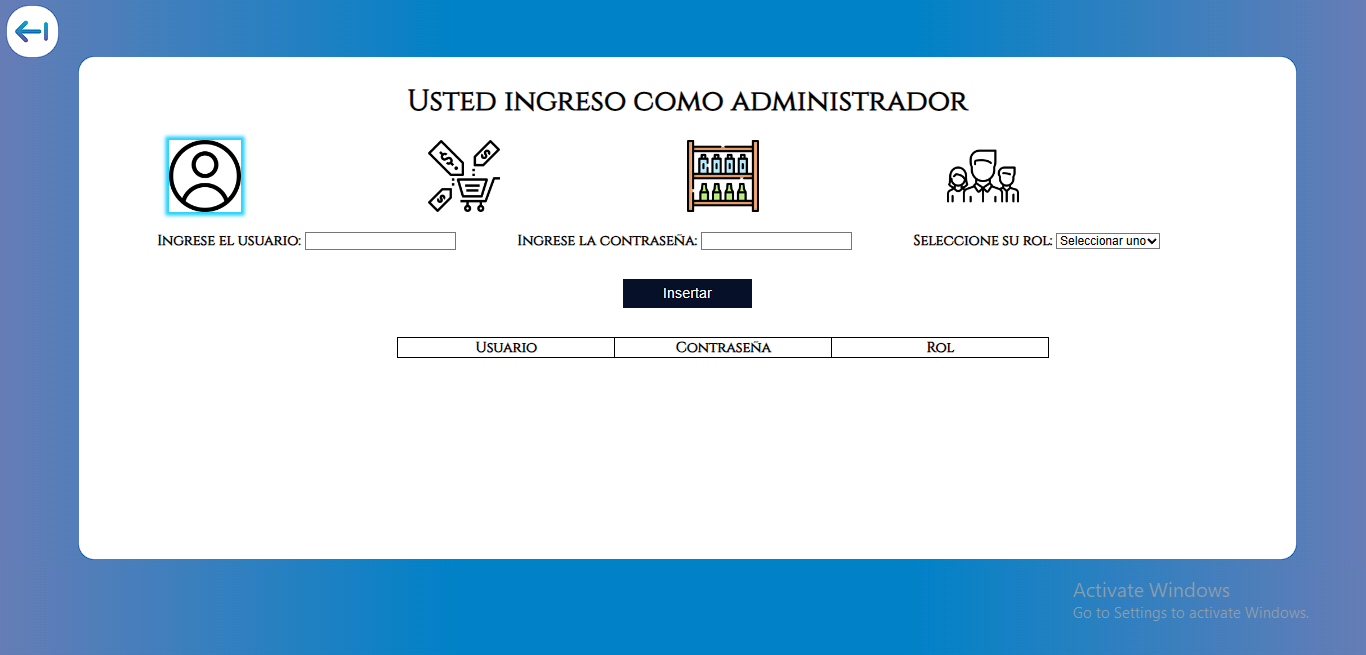 Usted ingreso como administrador
Ingrese el usuario:
Ingrese la contraseña:
Seleccione su rol: Seleccionar uno
Insertar
Usuario Contraseña Rol
Activate Windows
Go to Settings to activate Windows.